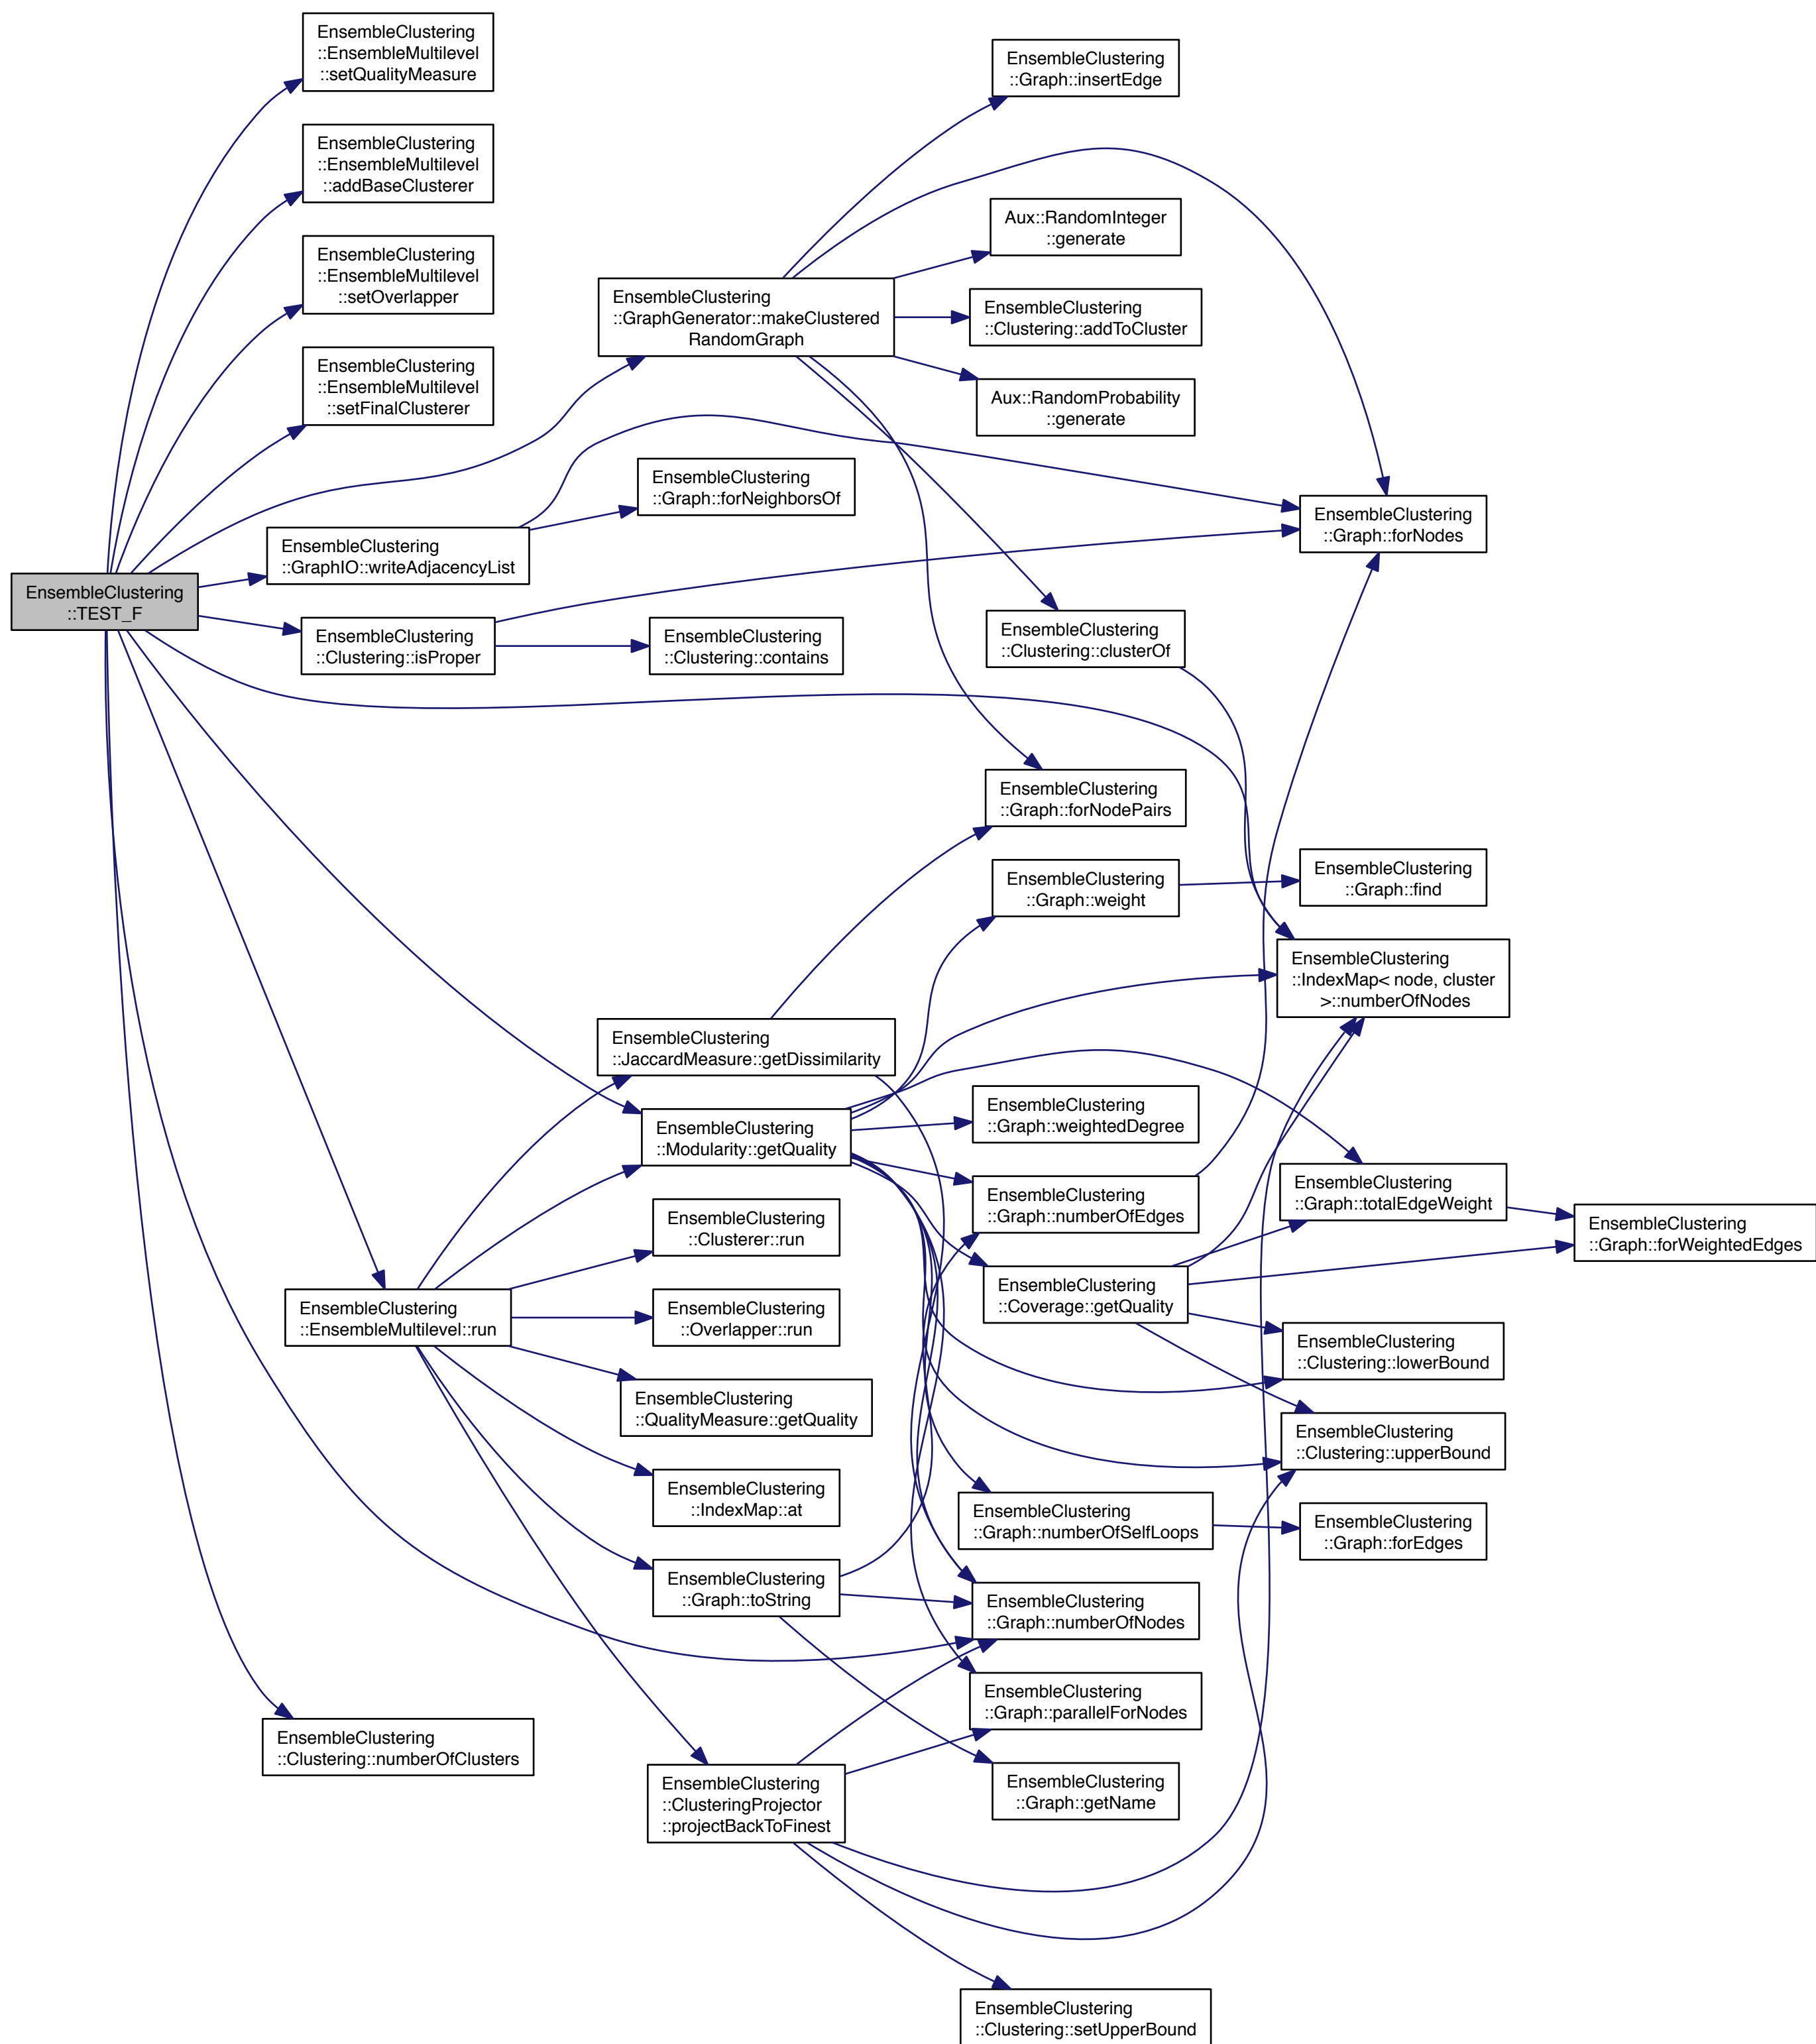 EnsembleClustering
::EnsembleMultilevel
::setQualityMeasure
EnsembleClustering
::EnsembleMultilevel
::addBaseClusterer
EnsembleClustering
::EnsembleMultilevel
::setOverlapper
EnsembleClustering
::EnsembleMultilevel
::setFinalClusterer
EnsembleClustering
::GraphIO::writeAdjacencyList
EnsembleClustering
::TEST_F
EnsembleClustering
::Clustering::isProper
EnsembleClustering
::EnsembleMultilevel::run
EnsembleClustering
::Clustering::numberOfClusters
EnsembleClustering
::GraphGenerator::makeClustered
RandomGraph
EnsembleClustering
::Graph::forNeighborsOf
EnsembleClustering
::Clustering::contains
EnsembleClustering
::JaccardMeasure::getDissimilarity
EnsembleClustering
::Modularity::getQuality
EnsembleClustering
::Clusterer::run
EnsembleClustering
::Overlapper::run
EnsembleClustering
::QualityMeasure::getQuality
EnsembleClustering
::IndexMap::at
EnsembleClustering
::Graph::toString
EnsembleClustering
::ClusteringProjector
::projectBackToFinest
EnsembleClustering
::Graph::insertEdge
Aux::RandomInteger
::generate
EnsembleClustering
::Clustering::addToCluster
Aux::RandomProbability
::generate
EnsembleClustering
::Clustering::clusterOf
EnsembleClustering
::Graph::forNodePairs
EnsembleClustering
::Graph::weight
EnsembleClustering
::Graph::weightedDegree
EnsembleClustering
::Graph::numberOfEdges
EnsembleClustering
::Coverage::getQuality
EnsembleClustering
::Graph::numberOfSelfLoops
EnsembleClustering
::Graph::numberOfNodes
EnsembleClustering
::Graph::parallelForNodes
EnsembleClustering
::Graph::getName
EnsembleClustering
::Clustering::setUpperBound
EnsembleClustering
::Graph::forNodes
EnsembleClustering
::Graph::find
EnsembleClustering
::IndexMap< node, cluster
>::numberOfNodes
EnsembleClustering
::Graph::totalEdgeWeight
EnsembleClustering
::Clustering::lowerBound
EnsembleClustering
::Clustering::upperBound
EnsembleClustering
::Graph::forEdges
EnsembleClustering
::Graph::forWeightedEdges